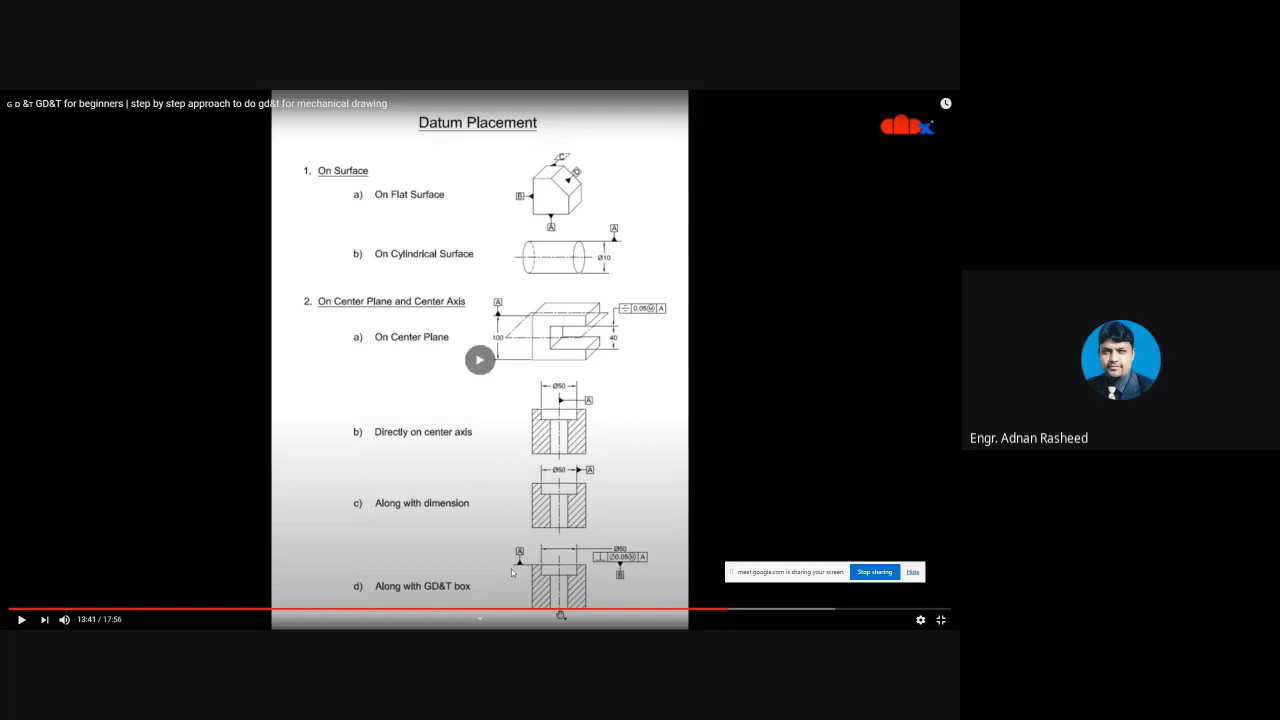 G D &T GD&T for beginners | step by step approach to do gd&t for mechanical drawing
Datum Placement
1. On Surface
a) On Flat Surface
C
D
B
A
b) On Cylindrical Surface
A
Ø10
2. On Center Plane and Center Axis
a) On Center Plane
A
100
0.05Ⓜ A
40
b) Directly on center axis
Ø50
A
c) Along with dimension
Ø50
A
d) Along with GD&T box
A
Ø50
⊥ Ø0.05Ⓜ A
B
13:41 / 17:56
meet.google.com is sharing your screen.
Stop sharing
Hide
Engr. Adnan Rasheed